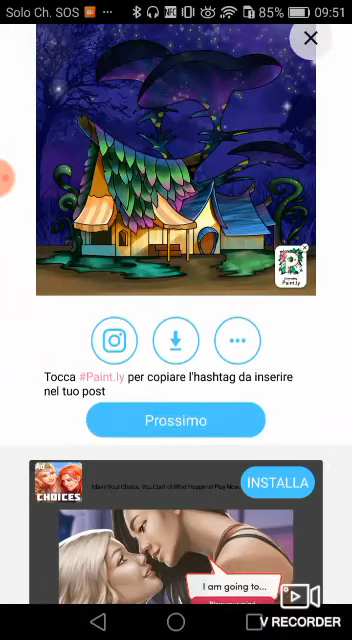 Solo Ch. SOS
85% 09:51
Paint.ly
Tocca #Paint.ly per copiare l'hashtag da inserire
nel tuo post
Prossimo
Ad
CHOICES
Make Your Choice, You Control What Happens! Play Now
INSTALLA
I am going to...
V RECORDER